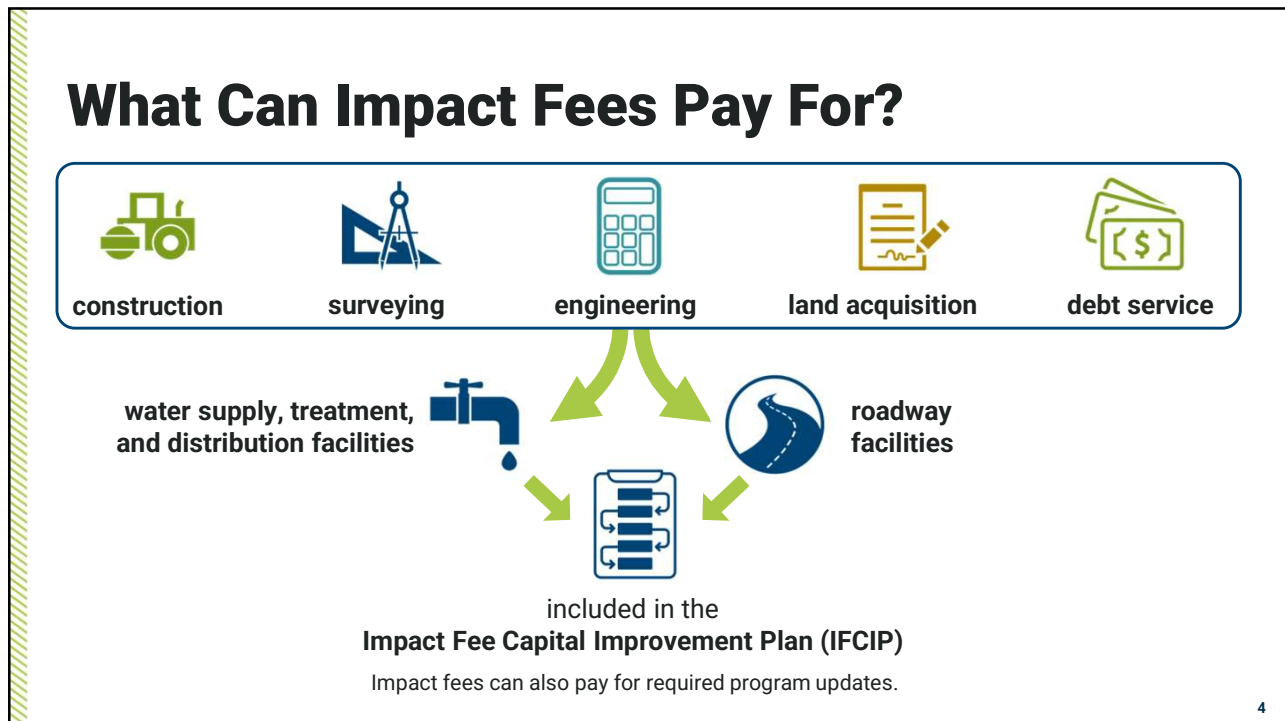 What Can Impact Fees Pay For?
construction
surveying
engineering
land acquisition
debt service
water supply, treatment,
and distribution facilities
roadway
facilities
included in the
Impact Fee Capital Improvement Plan (IFCIP)
Impact fees can also pay for required program updates.
4